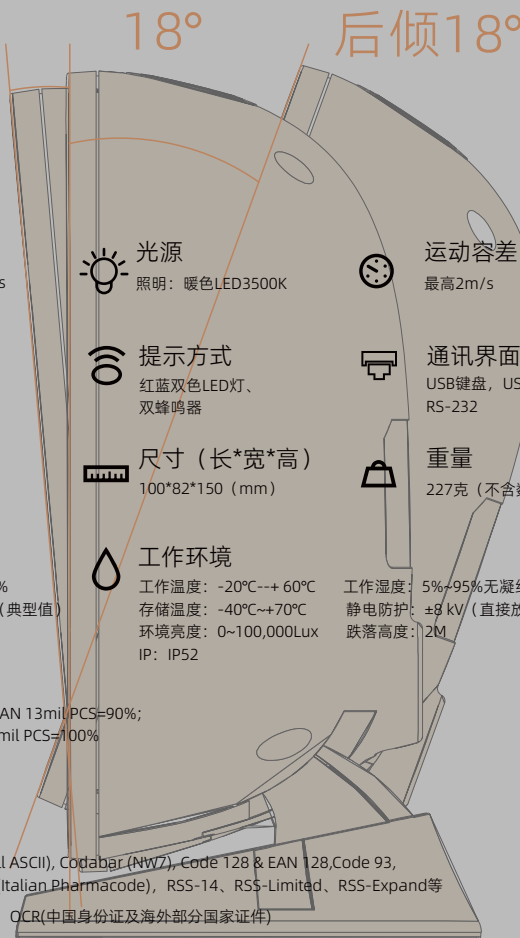 18°
后倾18°
光源
运动容差
s
照明：暖色LED3500K
最高2m/s
提示方式
通讯界面
红蓝双色LED灯、
USB键盘，US
双蜂鸣器
RS-232
尺寸（长*宽*高）
重量
100*82*150（mm）
227克（不含数
工作环境
%
工作温度：-20℃--+ 60℃
工作湿度：5%~95%无凝结
（典型值）
存储温度：-40℃~+70℃
静电防护：±8 kV（直接放
环境亮度：0~100,000Lux
跌落高度：2M
IP：IP52
AN 13mil PCS=90%;
mil PCS=100%
ll ASCII), Codabar (NW7), Code 128 & EAN 128,Code 93,
(Italian Pharmacode)，RSS-14、RSS-Limited、RSS-Expand等
OCR(中国身份证及海外部分国家证件)